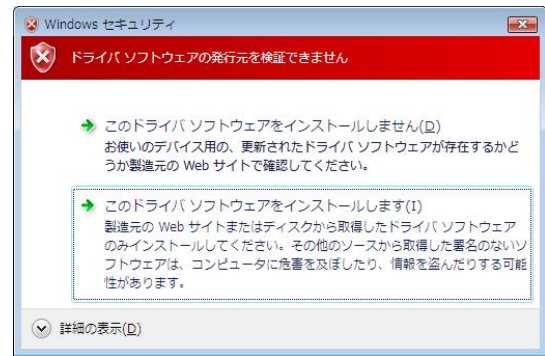 Windows セキュリティ
ドライバ ソフトウェアの発行元を検証できません
このドライバ ソフトウェアをインストールしません(D)
お使いのデバイス用の、更新されたドライバ ソフトウェアが存在するかど
うか製造元の Web サイトで確認してください。
このドライバ ソフトウェアをインストールします(I)
製造元の Web サイトまたはディスクから取得したドライバ ソフトウェア
のみインストールしてください。その他のソースから取得した署名のないソ
フトウェアは、コンピュータに危害を及ぼしたり、情報を盗んだりする可能
性があります。
詳細の表示(D)